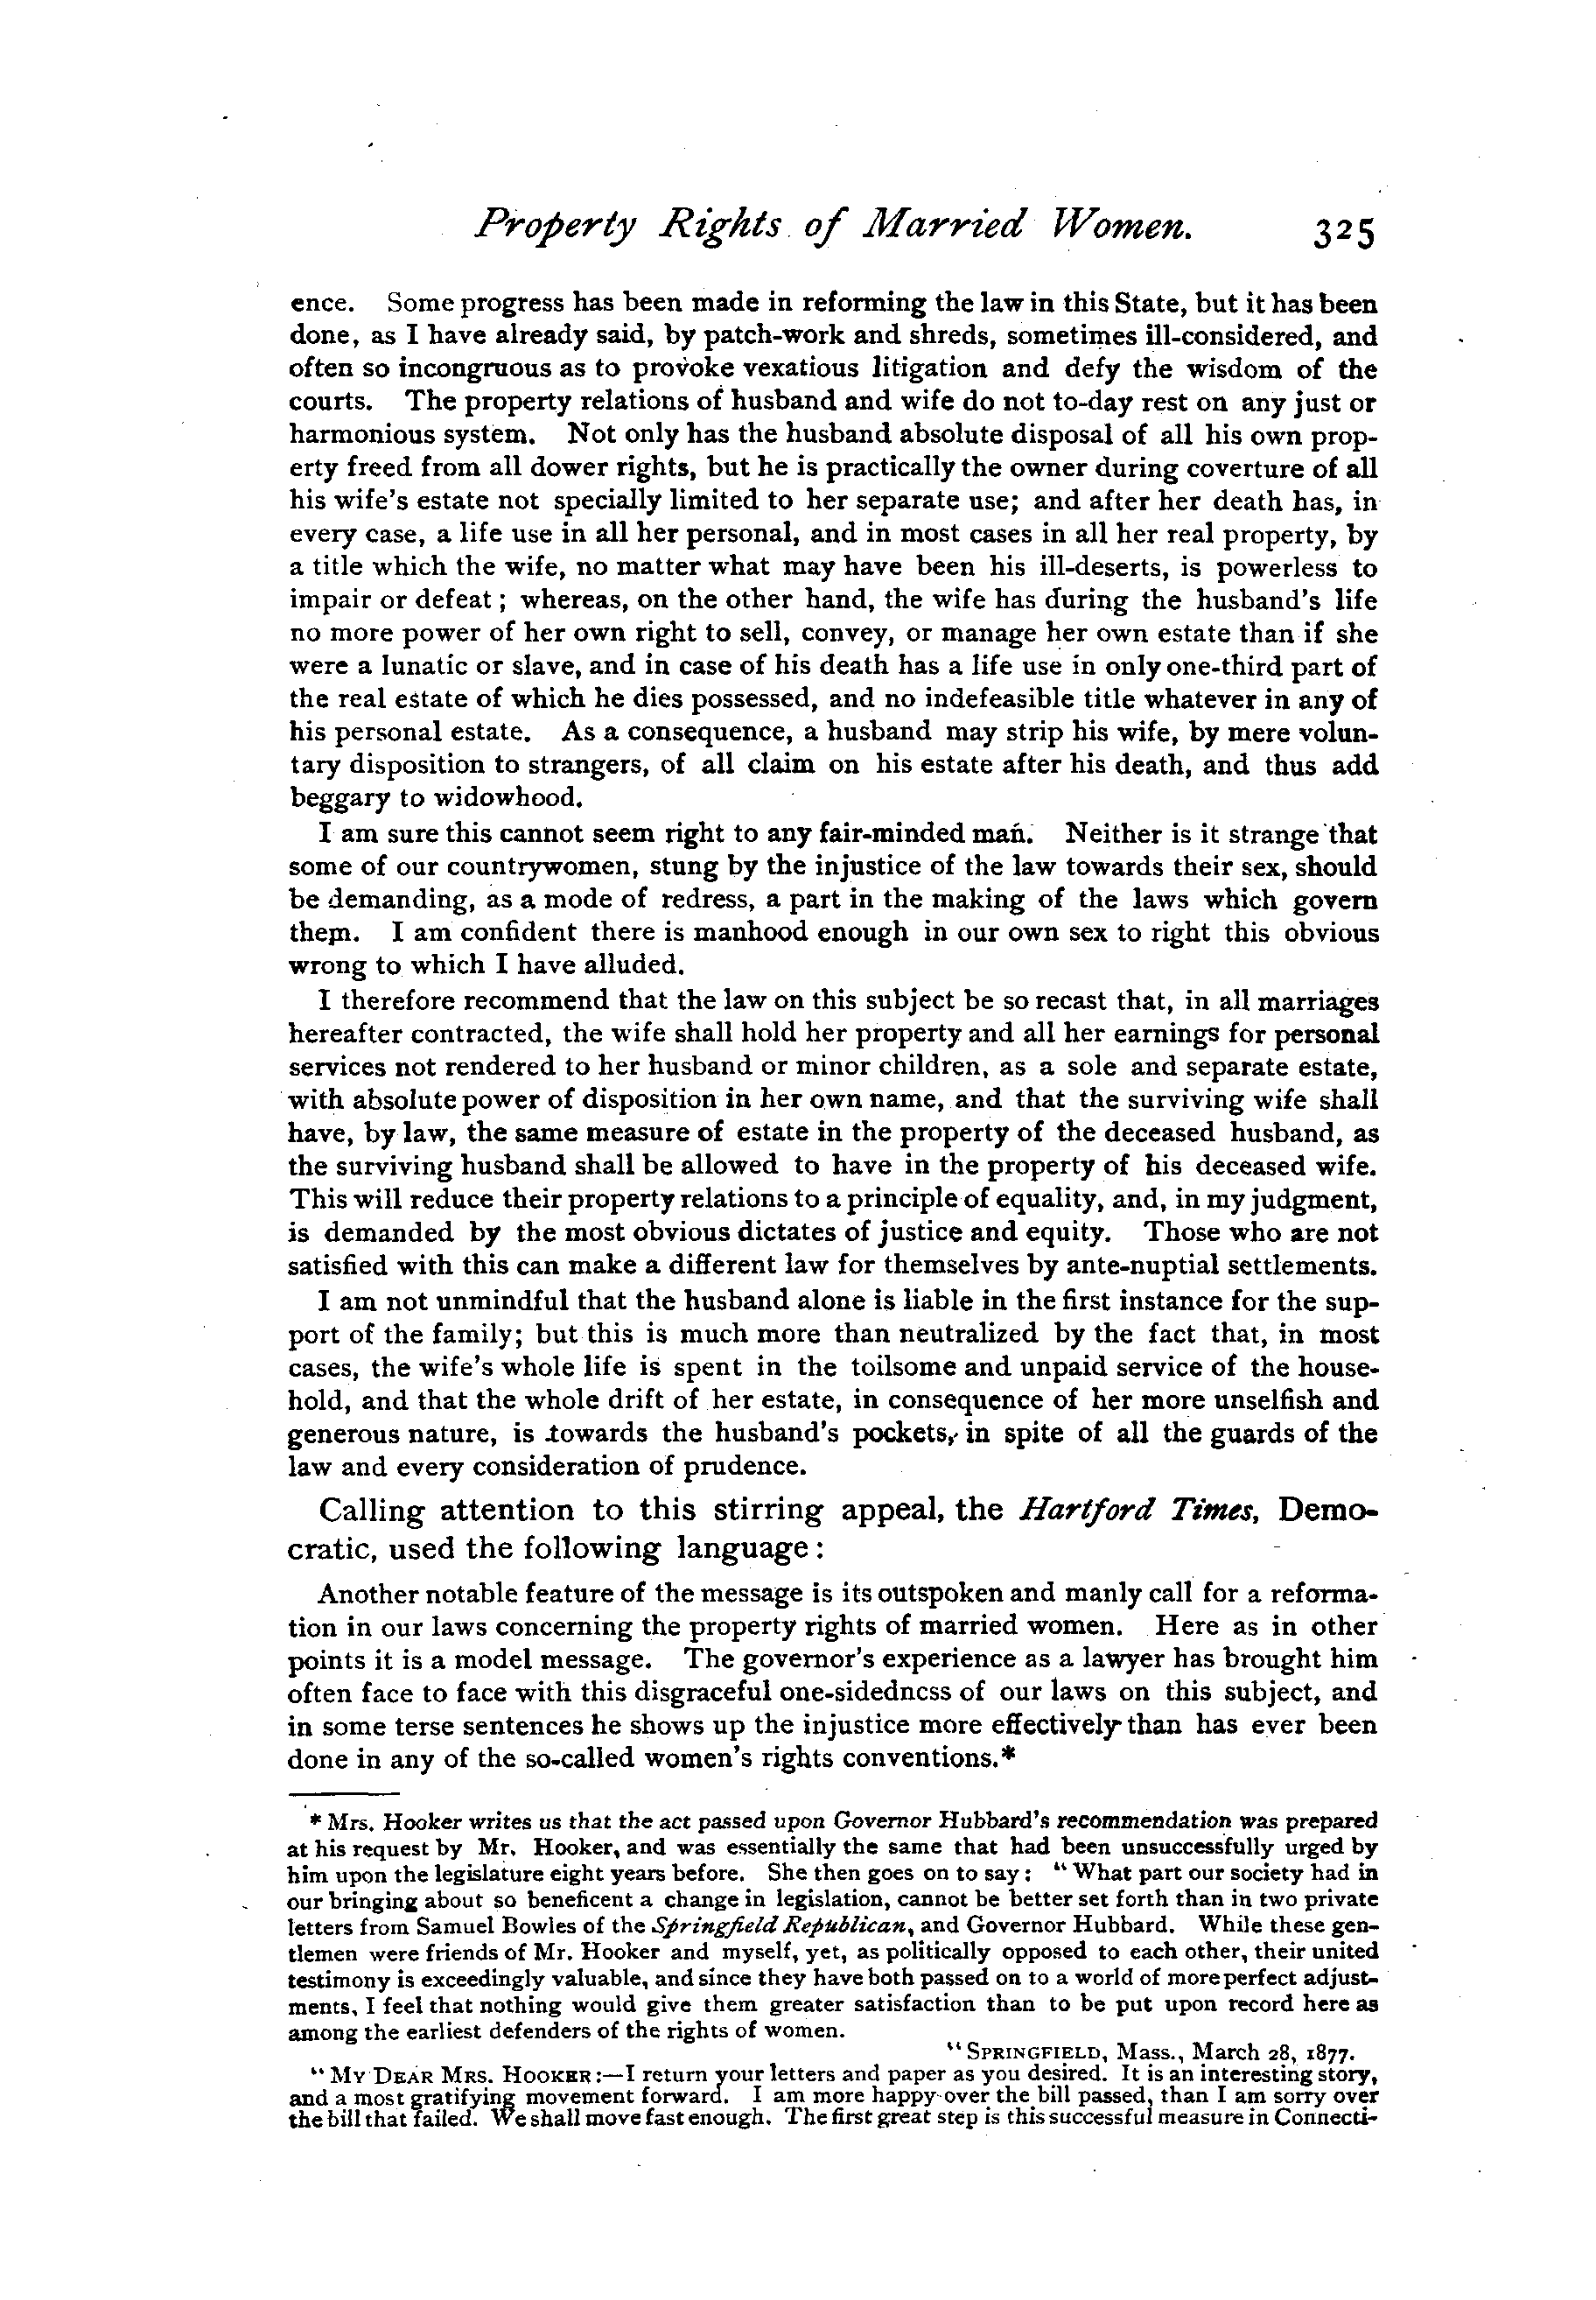 Property Rights of Married Women. 325
ence. Some progress has been made in reforming the law in this State, but it has been
done, as I have already said, by patch-work and shreds, sometimes ill-considered, and
often so incongruous as to provoke vexatious litigation and defy the wisdom of the
courts. The property relations of husband and wife do not to-day rest on any just or
harmonious system. Not only has the husband absolute disposal of all his own prop-
erty freed from all dower rights, but he is practically the owner during coverture of all
his wife's estate not specially limited to her separate use; and after her death has, in
every case, a life use in all her personal, and in most cases in all her real property, by
a title which the wife, no matter what may have been his ill-deserts, is powerless to
impair or defeat; whereas, on the other hand, the wife has during the husband's life
no more power of her own right to sell, convey, or manage her own estate than if she
were a lunatic or slave, and in case of his death has a life use in only one-third part of
the real estate of which he dies possessed, and no indefeasible title whatever in any of
his personal estate. As a consequence, a husband may strip his wife, by mere volun-
tary disposition to strangers, of all claim on his estate after his death, and thus add
beggary to widowhood.
I am sure this cannot seem right to any fair-minded man. Neither is it strange that
some of our countrywomen, stung by the injustice of the law towards their sex, should
be demanding, as a mode of redress, a part in the making of the laws which govern
them. I am confident there is manhood enough in our own sex to right this obvious
wrong to which I have alluded.
I therefore recommend that the law on this subject be so recast that, in all marriages
hereafter contracted, the wife shall hold her property and all her earnings for personal
services not rendered to her husband or minor children, as a sole and separate estate,
with absolute power of disposition in her own name, and that the surviving wife shall
have, by law, the same measure of estate in the property of the deceased husband, as
the surviving husband shall be allowed to have in the property of his deceased wife.
This will reduce their property relations to a principle of equality, and, in my judgment,
is demanded by the most obvious dictates of justice and equity. Those who are not
satisfied with this can make a different law for themselves by ante-nuptial settlements.
I am not unmindful that the husband alone is liable in the first instance for the sup-
port of the family; but this is much more than neutralized by the fact that, in most
cases, the wife's whole life is spent in the toilsome and unpaid service of the house-
hold, and that the whole drift of her estate, in consequence of her more unselfish and
generous nature, is towards the husband's pockets, in spite of all the guards of the
law and every consideration of prudence.
Calling attention to this stirring appeal, the Hartford Times, Demo-
cratic, used the following language:
Another notable feature of the message is its outspoken and manly call for a reforma-
tion in our laws concerning the property rights of married women. Here as in other
points it is a model message. The governor's experience as a lawyer has brought him
often face to face with this disgraceful one-sidedness of our laws on this subject, and
in some terse sentences he shows up the injustice more effectively than has ever been
done in any of the so-called women's rights conventions.*
* Mrs. Hooker writes us that the act passed upon Governor Hubbard's recommendation was prepared
at his request by Mr. Hooker, and was essentially the same that had been unsuccessfully urged by
him upon the legislature eight years before. She then goes on to say: "What part our society had in
our bringing about so beneficent a change in legislation, cannot be better set forth than in two private
letters from Samuel Bowles of the Springfield Republican, and Governor Hubbard. While these gen-
tlemen were friends of Mr. Hooker and myself, yet, as politically opposed to each other, their united
testimony is exceedingly valuable, and since they have both passed on to a world of more perfect adjust-
ments, I feel that nothing would give them greater satisfaction than to be put upon record here as
among the earliest defenders of the rights of women.
"SPRINGFIELD, Mass., March 28, 1877.
"MY DEAR MRS. HOOKER:—I return your letters and paper as you desired. It is an interesting story,
and a most gratifying movement forward. I am more happy over the bill passed, than I am sorry over
the bill that failed. We shall move fast enough. The first great step is this successful measure in Connecti-